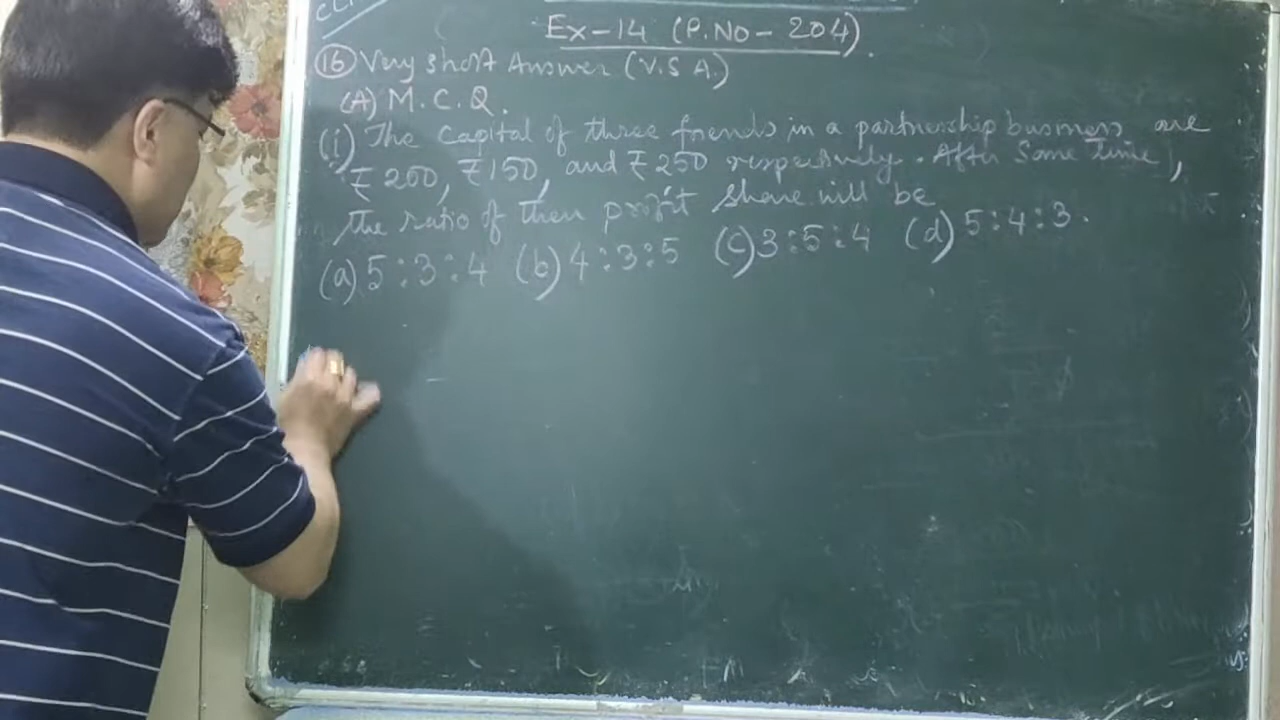 Ex-14 (P.NO- 204).
(16) Very short Answer (V.S A.)
(A) M.C.Q.
(i) The Capital of three friends in a partnership business are
₹ 200, ₹150, and ₹ 250 respectively. After Some time,
the ratio of their profit share will be
(a) 5:3:4 (b) 4:3:5 (c) 3:5:4 (d) 5:4:3.